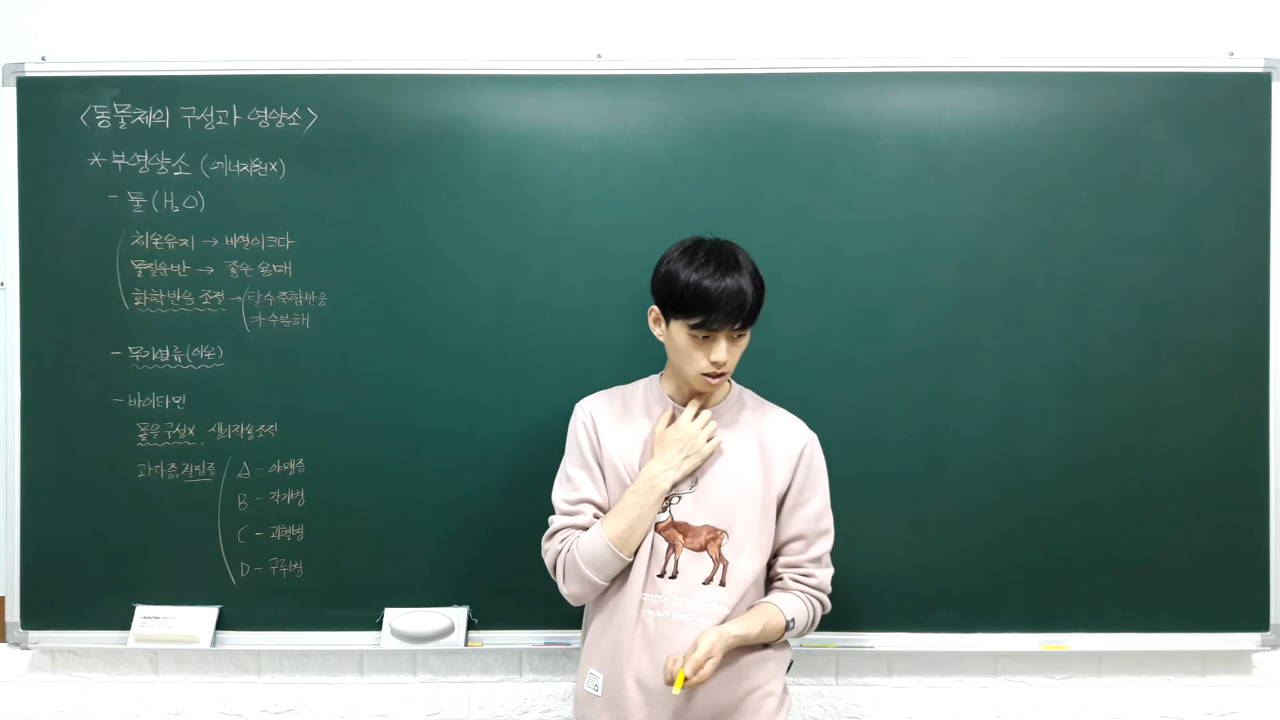 <동물체의 구성과 영양소>
* 부영양소 (에너지원X)
- 물 (H₂O)
체온유지 → 비열이크다
물질운반 → 좋은 용매
화학반응 조절 → 탈수축합반응
가수분해
- 무기염류(이온)
- 바이타민
몸을구성X, 생리작용조절
과다증, 결핍증
A - 야맹증
B - 각기병
C - 괴혈병
D - 구루병